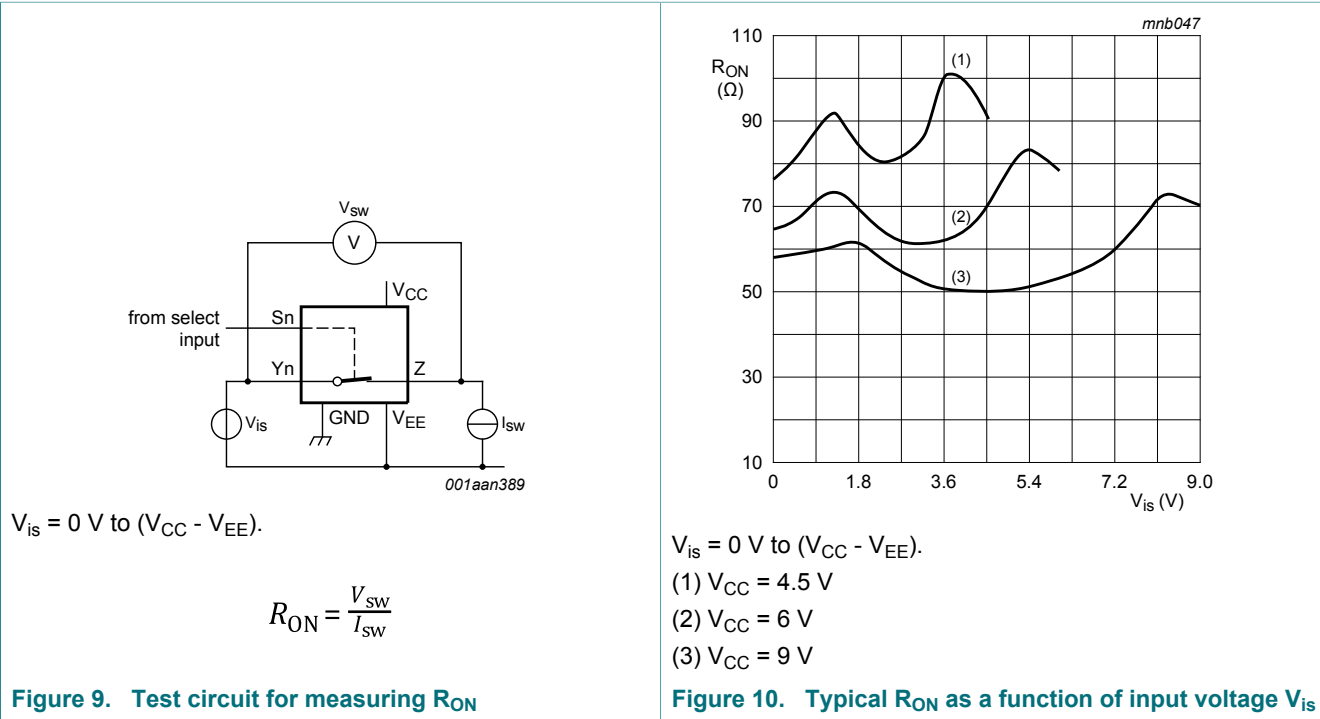 V_SW
V
V_CC
from select
input
Sn
Yn
Z
V_is
GND
V_EE
I_sw
001aan389
V_is = 0 V to (V_CC - V_EE).
R_ON = V_sw / I_sw
Figure 9. Test circuit for measuring R_ON
mnb047
110
R_ON
(Ω)
90
70
50
30
10
(1)
(2)
(3)
0 1.8 3.6 5.4 7.2 9.0
V_is (V)
V_is = 0 V to (V_CC - V_EE).
(1) V_CC = 4.5 V
(2) V_CC = 6 V
(3) V_CC = 9 V
Figure 10. Typical R_ON as a function of input voltage V_is